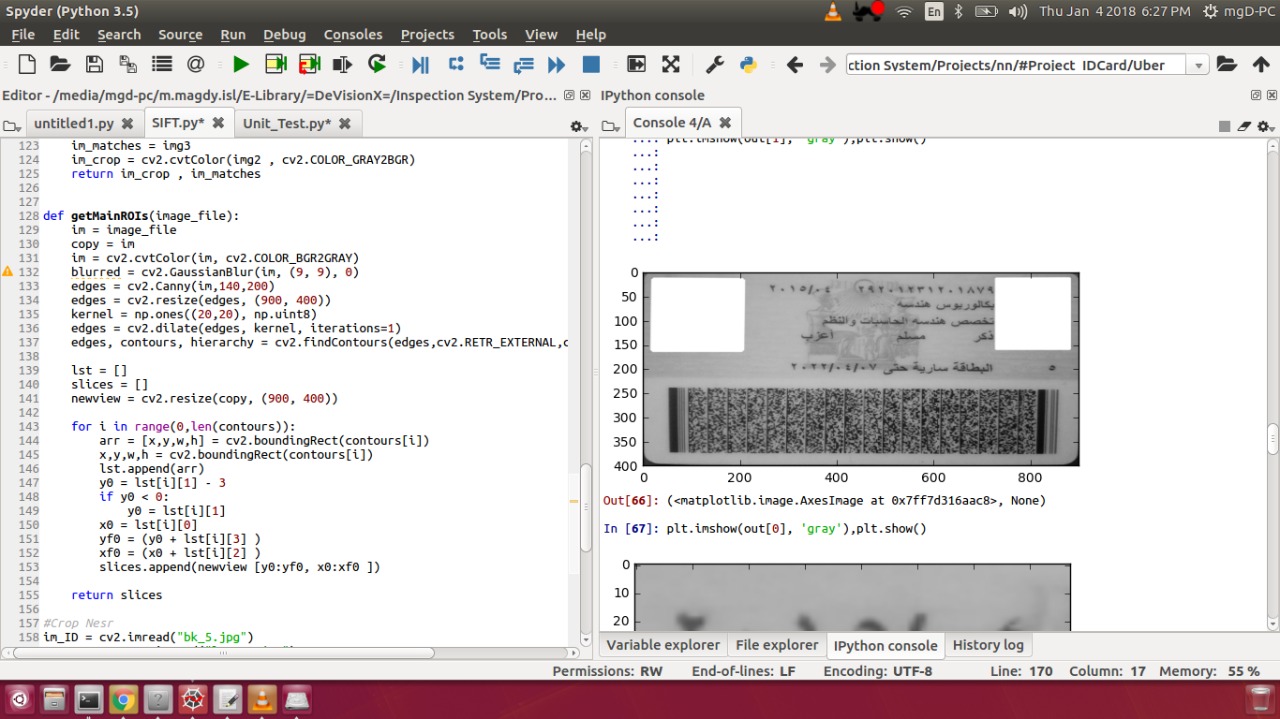 Spyder (Python 3.5)
En
Thu Jan 4 2018 6:27 PM
mgD-PC
File Edit Search Source Run Debug Consoles Projects Tools View Help
ction System/Projects/nn/#Project_IDCard/Uber
Editor - /media/mgd-pc/m.magdy.isl/E-Library/=DeVisionX=/Inspection System/Pro...
untitled1.py
SIFT.py*
Unit_Test.py*
123 im_matches = img3
124 im_crop = cv2.cvtColor(img2 , cv2.COLOR_GRAY2BGR)
125 return im_crop , im_matches
126
127
128 def getMainROIs(image_file):
129 im = image_file
130 copy = im
131 im = cv2.cvtColor(im, cv2.COLOR_BGR2GRAY)
132 blurred = cv2.GaussianBlur(im, (9, 9), 0)
133 edges = cv2.Canny(im,140,200)
134 edges = cv2.resize(edges, (900, 400))
135 kernel = np.ones((20,20), np.uint8)
136 edges = cv2.dilate(edges, kernel, iterations=1)
137 edges, contours, hierarchy = cv2.findContours(edges,cv2.RETR_EXTERNAL,c
138
139 lst = []
140 slices = []
141 newview = cv2.resize(copy, (900, 400))
142
143 for i in range(0,len(contours)):
144 arr = [x,y,w,h] = cv2.boundingRect(contours[i])
145 x,y,w,h = cv2.boundingRect(contours[i])
146 lst.append(arr)
147 y0 = lst[i][1] - 3
148 if y0 < 0:
149 y0 = lst[i][1]
150 x0 = lst[i][0]
151 yf0 = (y0 + lst[i][3] )
152 xf0 = (x0 + lst[i][2] )
153 slices.append(newview [y0:yf0, x0:xf0 ])
154
155 return slices
156
157 #Crop Nesr
158 im_ID = cv2.imread("bk_5.jpg")
IPython console
Console 4/A
...: plt.imshow(out[1], 'gray'),plt.show()
...:
...:
...:
...:
...:
...:
...:
0
50
100
150
200
250
300
350
400
0 200 400 600 800
٢٠١٥/٠٤ ٢٩٢٠١٢٣١٢٠١٨٧٩
بكالوريوس هندسه
تخصص هندسه الحاسبات والنظم
ذكر مسلم أعزب
البطاقة سارية حتى ٢٠٢٢/٠٤/٠٧
٥
Out[66]: (<matplotlib.image.AxesImage at 0x7ff7d316aac8>, None)
In [67]: plt.imshow(out[0], 'gray'),plt.show()
0
10
20
Variable explorer File explorer IPython console History log
Permissions: RW End-of-lines: LF Encoding: UTF-8 Line: 170 Column: 17 Memory: 55 %